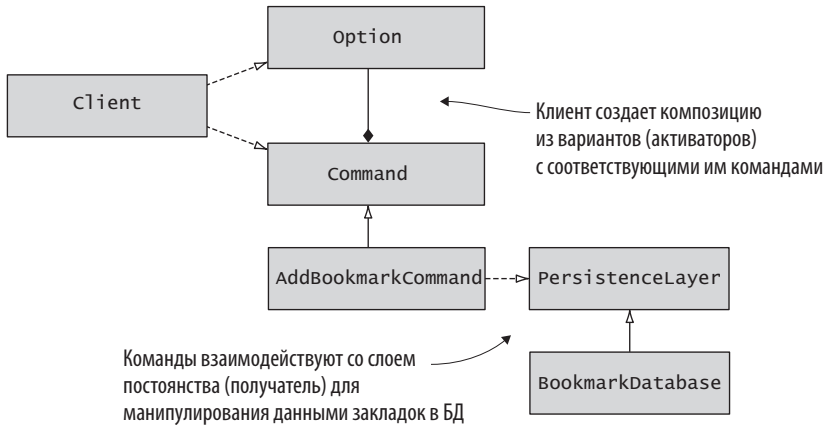 Option
Client
Клиент создает композицию
из вариантов (активаторов)
с соответствующими им командами
Command
AddBookmarkCommand
PersistenceLayer
Команды взаимодействуют со слоем
постоянства (получатель) для
манипулирования данными закладок в БД
BookmarkDatabase